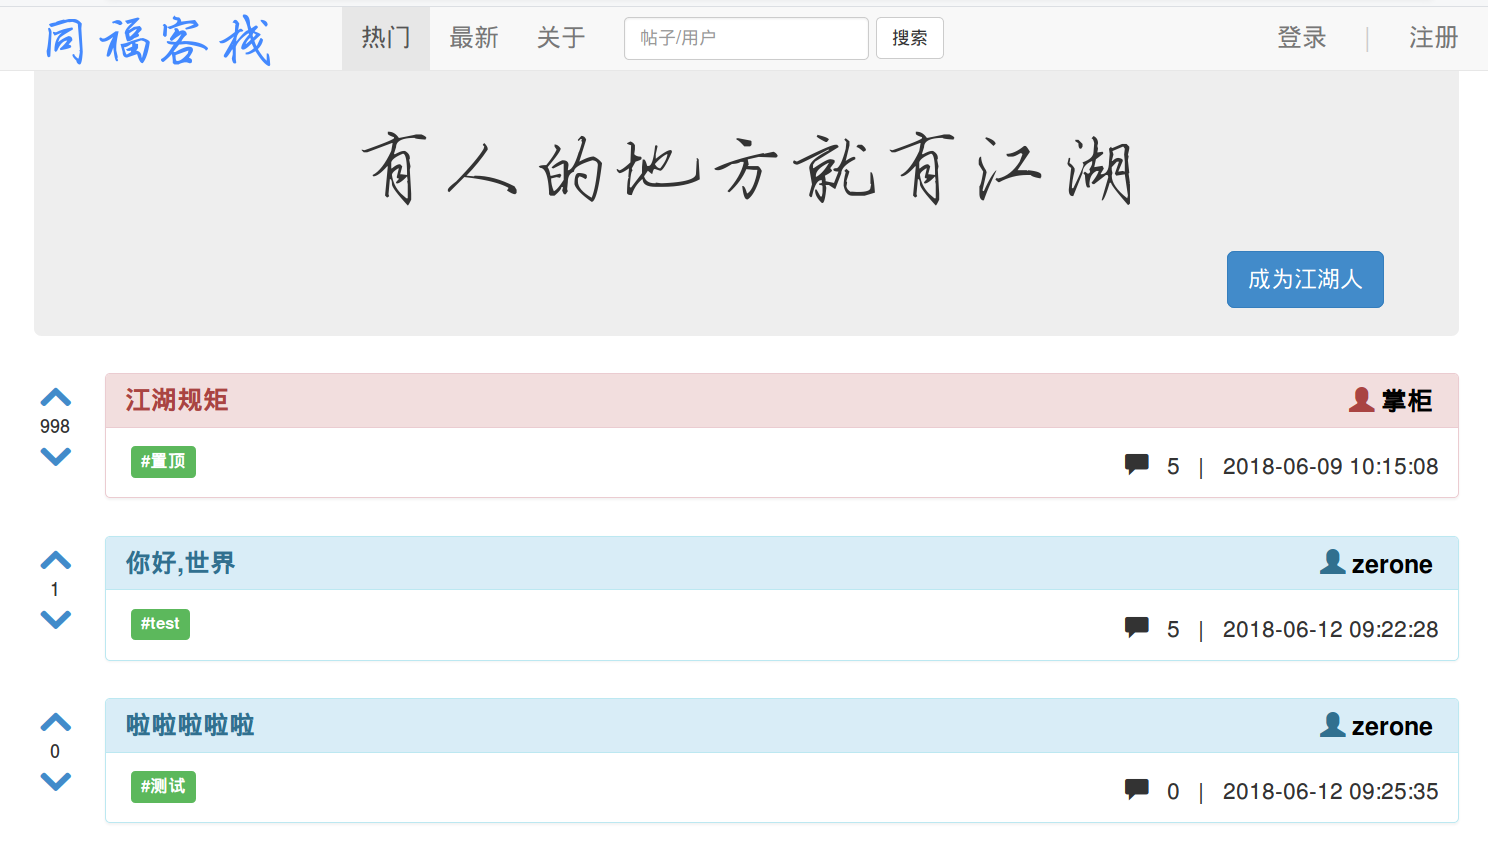 同福客栈 热门 最新 关于 帖子/用户 搜索 登录 | 注册
有人的地方就有江湖
成为江湖人
江湖规矩 掌柜
998
#置顶 5 | 2018-06-09 10:15:08
你好,世界 zerone
1
#test 5 | 2018-06-12 09:22:28
啦啦啦啦啦 zerone
0
#测试 0 | 2018-06-12 09:25:35